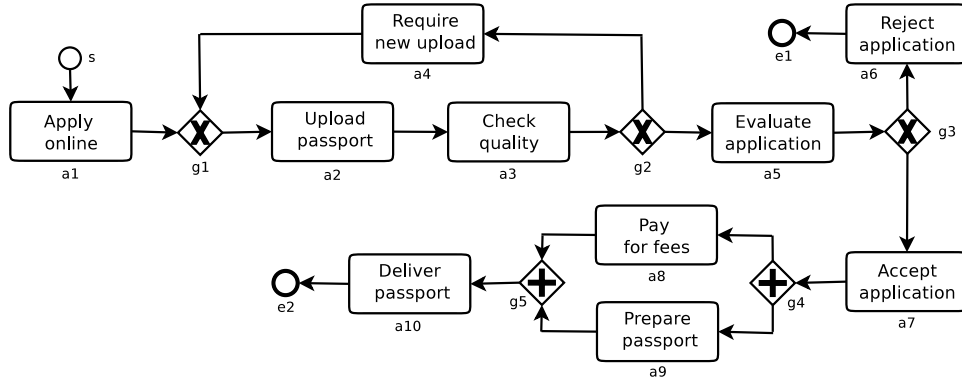 Require
new upload
a4
s
Apply
online
a1
g1
Upload
passport
a2
Check
quality
a3
g2
Evaluate
application
a5
g3
Reject
application
a6
e1
Accept
application
a7
g4
Pay
for fees
a8
Prepare
passport
a9
g5
Deliver
passport
a10
e2